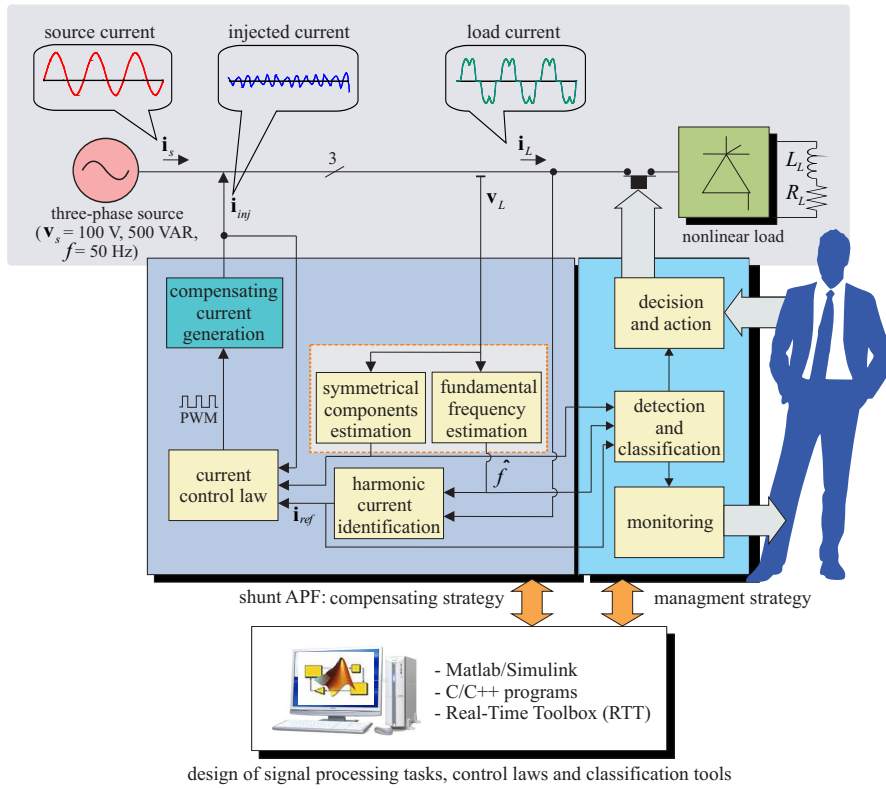 source current
injected current
load current
i_s
3
i_L
L_L
R_L
v_L
i_inj
three-phase source
(v_s = 100 V, 500 VAR,
f = 50 Hz)
nonlinear load
compensating
current
generation
decision
and action
symmetrical
components
estimation
fundamental
frequency
estimation
detection
and
classification
PWM
current
control law
f̂
harmonic
current
identification
i_ref
monitoring
shunt APF: compensating strategy
managment strategy
- Matlab/Simulink
- C/C++ programs
- Real-Time Toolbox (RTT)
design of signal processing tasks, control laws and classification tools